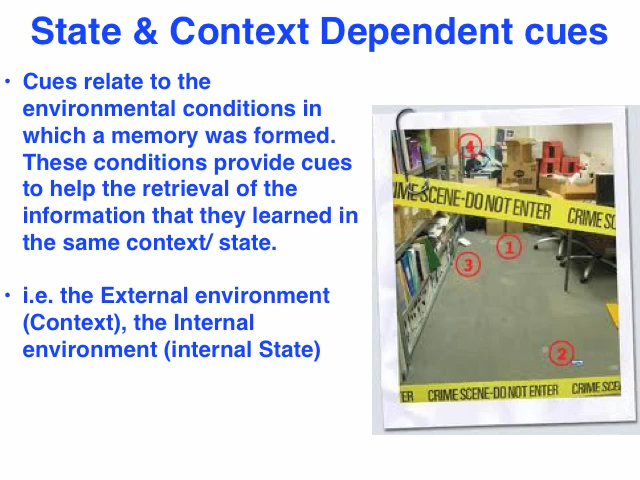 State & Context Dependent cues
• Cues relate to the
environmental conditions in
which a memory was formed.
These conditions provide cues
to help the retrieval of the
information that they learned in
the same context/ state.
• i.e. the External environment
(Context), the Internal
environment (internal State)
4
IME SCENE-DO NOT ENTER CRIME SC
1
3
2
ER CRIME SCENE-DO NOT ENTER CRIME SCE